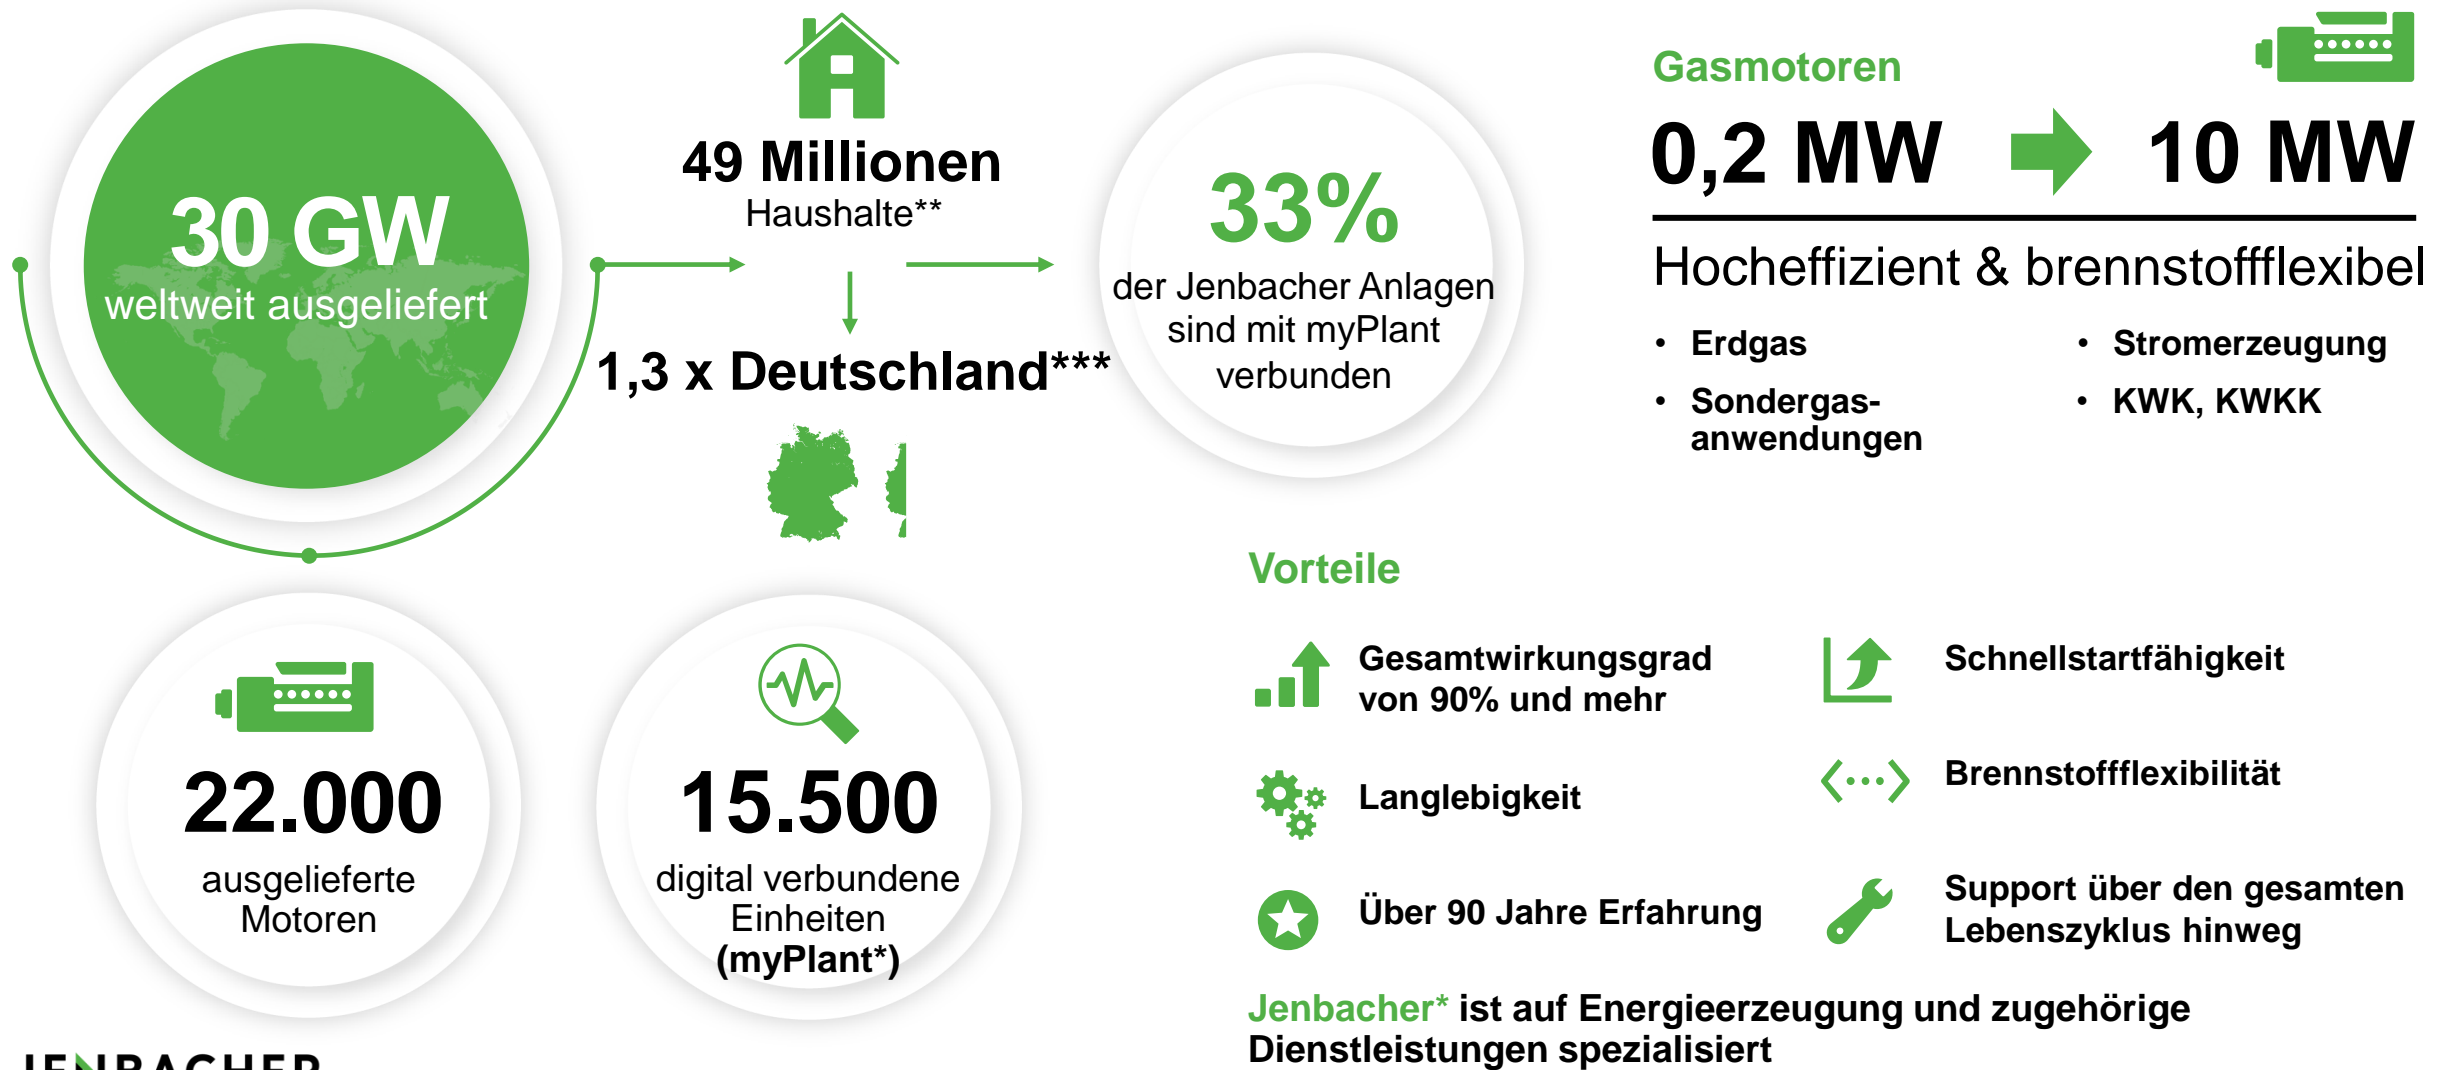 30 GW
weltweit ausgeliefert
49 Millionen
Haushalte**
1,3 x Deutschland***
33%
der Jenbacher Anlagen
sind mit myPlant
verbunden
Gasmotoren
0,2 MW
10 MW
Hocheffizient & brennstoffflexibel
• Erdgas
• Sondergas-
anwendungen
• Stromerzeugung
• KWK, KWKK
22.000
ausgelieferte
Motoren
15.500
digital verbundene
Einheiten
(myPlant*)
Vorteile
Gesamtwirkungsgrad
von 90% und mehr
Langlebigkeit
Über 90 Jahre Erfahrung
Schnellstartfähigkeit
Brennstoffflexibilität
Support über den gesamten
Lebenszyklus hinweg
Jenbacher* ist auf Energieerzeugung und zugehörige
Dienstleistungen spezialisiert
JENBACHER